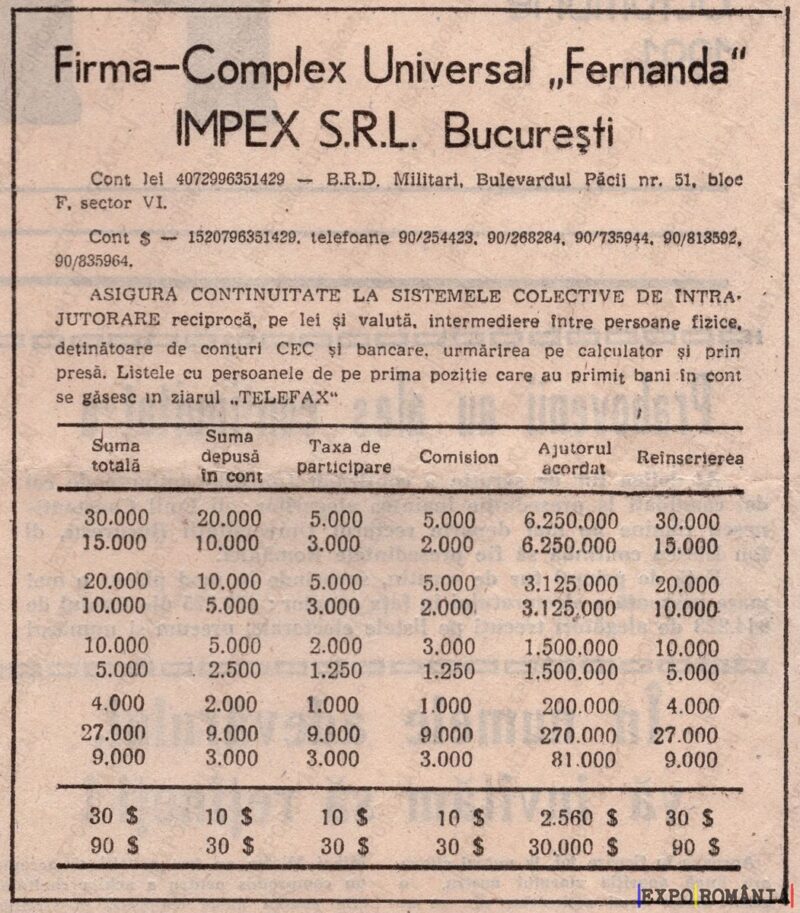 Firma—Complex Universal „Fernanda“
IMPEX S.R.L. București
Cont lei 4072996351429 — B.R.D. Militari, Bulevardul Păcii nr. 51, bloc
F, sector VI.
Cont $ — 1520796351429, telefoane 90/254423, 90/268284, 90/735944, 90/813592,
90/835964.
ASIGURĂ CONTINUITATE LA SISTEMELE COLECTIVE DE ÎNTRA-
JUTORARE reciprocă, pe lei și valută, intermediere între persoane fizice,
deținătoare de conturi CEC și bancare, urmărirea pe calculator și prin
presă. Listele cu persoanele de pe prima poziție care au primit bani în cont
se găsesc in ziarul „TELEFAX“
Suma totală Suma depusă în cont Taxa de participare Comision Ajutorul acordat Reînscrierea
30.000 20.000 5.000 5.000 6.250.000 30.000
15.000 10.000 3.000 2.000 6.250.000 15.000
20.000 10.000 5.000 5.000 3.125.000 20.000
10.000 5.000 3.000 2.000 3.125,000 10.000
10.000 5.000 2.000 3.000 1.500.000 10.000
5.000 2.500 1.250 1.250 1.500.000 5.000
4.000 2.000 1.000 1.000 200.000 4.000
27.000 9.000 9.000 9.000 270.000 27.000
9.000 3.000 3.000 3.000 81.000 9.000
30 $ 10 $ 10 $ 10 $ 2.560 $ 30 $
90 $ 30 $ 30 $ 30 $ 30.000 $ 90 $
EXPO ROMÂNIA